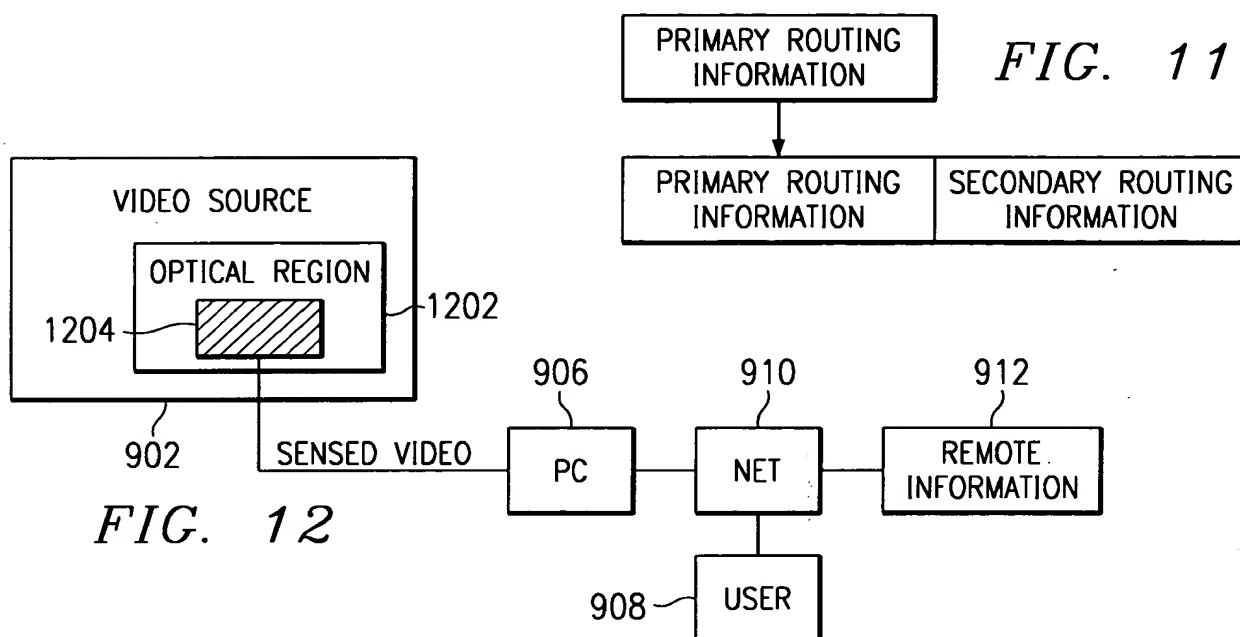 PRIMARY ROUTING
INFORMATION
FIG. 11
PRIMARY ROUTING
INFORMATION
SECONDARY ROUTING
INFORMATION
VIDEO SOURCE
OPTICAL REGION
1204
1202
902
SENSED VIDEO
906
PC
910
NET
912
REMOTE
INFORMATION
908
USER
FIG. 12